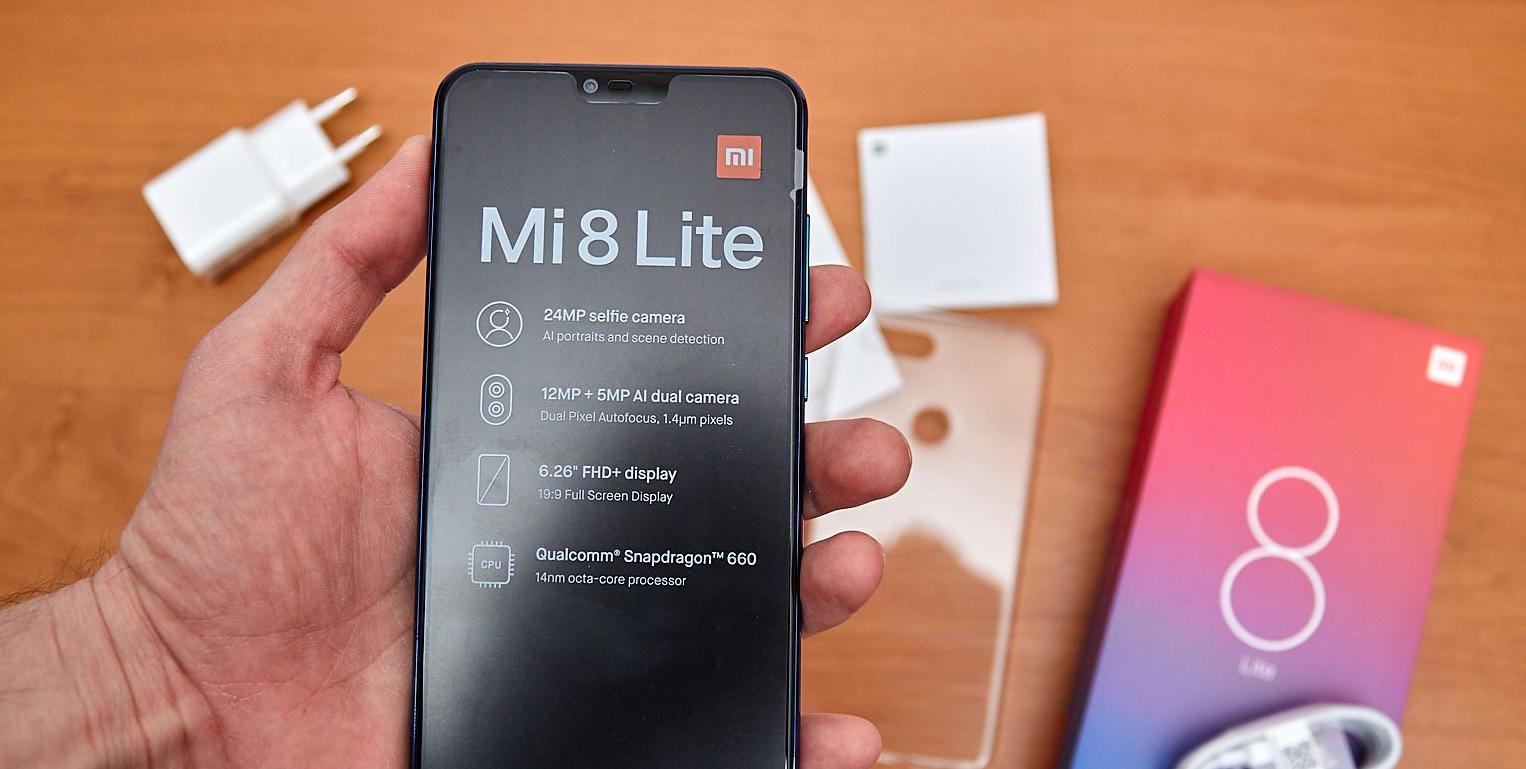 mi
Mi 8 Lite
24MP selfie camera
AI portraits and scene detection
12MP + 5MP AI dual camera
Dual Pixel Autofocus, 1.4µm pixels
6.26" FHD+ display
19:9 Full Screen Display
CPU
Qualcomm® Snapdragon™ 660
14nm octa-core processor
mi
8
Lite